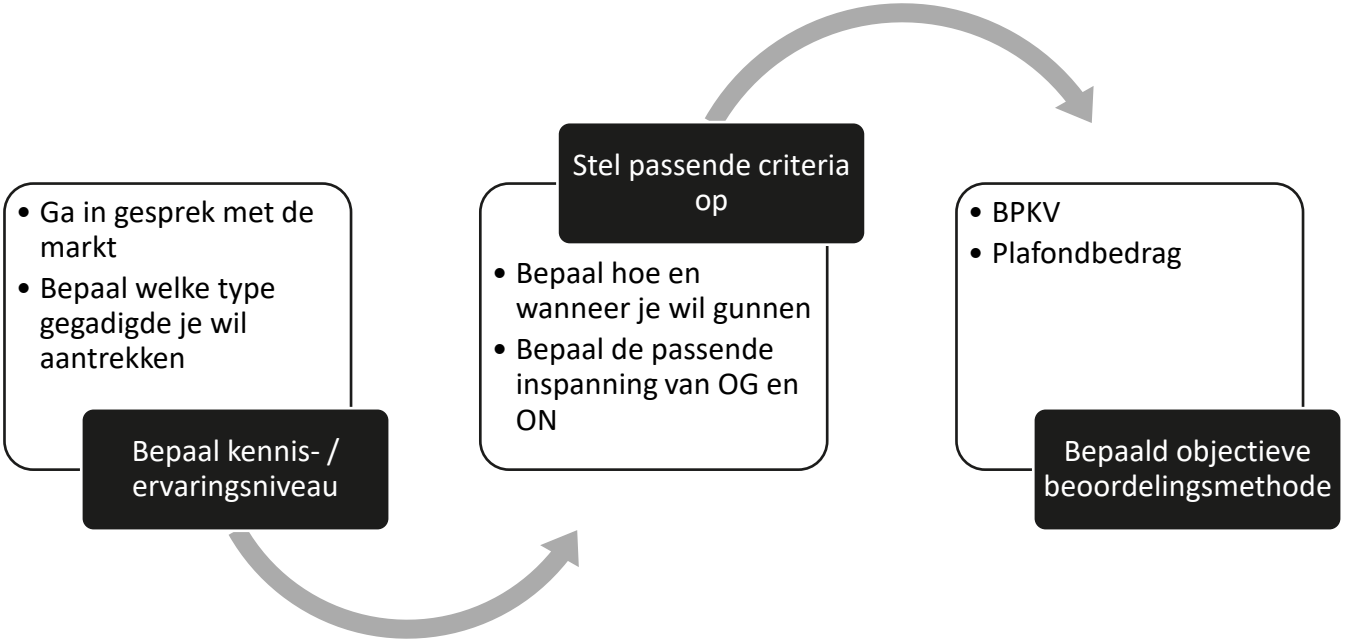 • Ga in gesprek met de
markt
• Bepaal welke type
gegadigde je wil
aantrekken
Bepaal kennis- /
ervaringsniveau
Stel passende criteria
op
• Bepaal hoe en
wanneer je wil gunnen
• Bepaal de passende
inspanning van OG en
ON
• BPKV
• Plafondbedrag
Bepaald objectieve
beoordelingsmethode